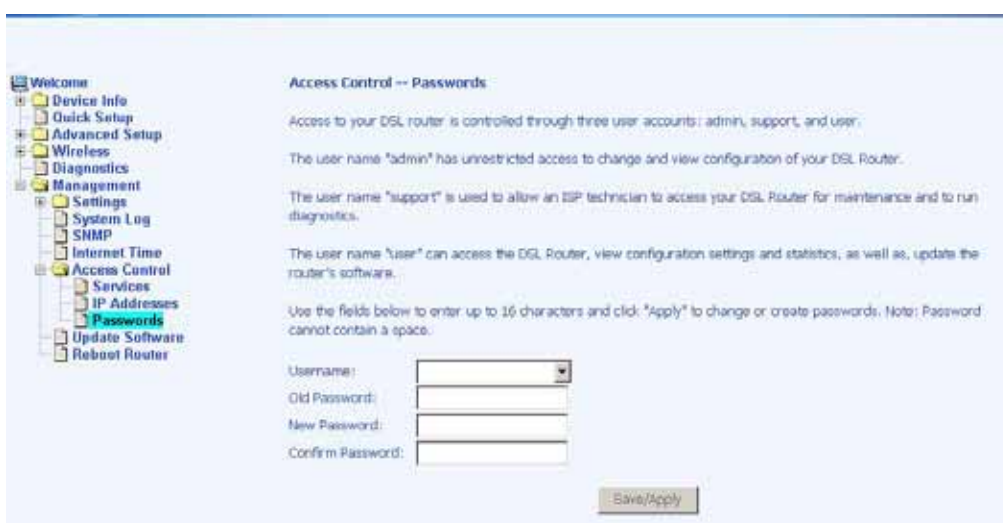 Welcome
Device Info
Quick Setup
Advanced Setup
Wireless
Diagnostics
Management
Settings
System Log
SNMP
Internet Time
Access Control
Services
IP Addresses
Passwords
Update Software
Reboot Router
Access Control -- Passwords
Access to your DSL router is controlled through three user accounts: admin, support, and user.
The user name "admin" has unrestricted access to change and view configuration of your DSL Router.
The user name "support" is used to allow an ISP technician to access your DSL Router for maintenance and to run
diagnostics.
The user name "user" can access the DSL Router, view configuration settings and statistics, as well as, update the
router's software.
Use the fields below to enter up to 16 characters and click "Apply" to change or create passwords. Note: Password
cannot contain a space.
Username:
Old Password:
New Password:
Confirm Password:
Save/Apply